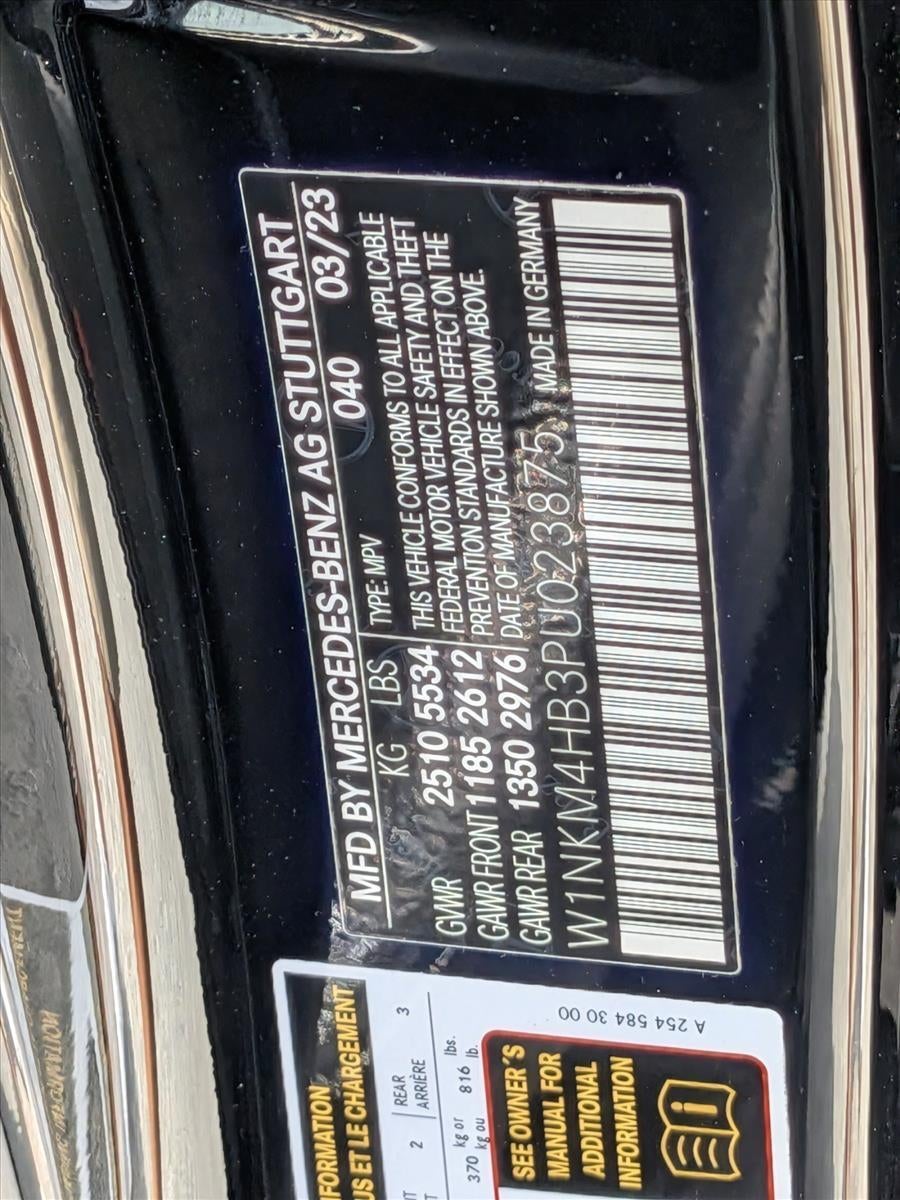 MFD BY MERCEDES-BENZ AG STUTTGART
040 03/23
KG LBS
TYPE: MPV
GVWR 2510 5534
GAWR FRONT 1185 2612
GAWR REAR 1350 2976
THIS VEHICLE CONFORMS TO ALL APPLICABLE
FEDERAL MOTOR VEHICLE SAFETY AND THEFT
PREVENTION STANDARDS IN EFFECT ON THE
DATE OF MANUFACTURE SHOWN ABOVE.
MADE IN GERMANY
W1NKM4HB3PU023875
FORMATION
US ET LE CHARGEMENT
2
REAR 3
ARRIÈRE
370 kg or 816 lbs.
kg ou lb.
SEE OWNER'S
MANUAL FOR
ADDITIONAL
INFORMATION
A 254 584 30 00